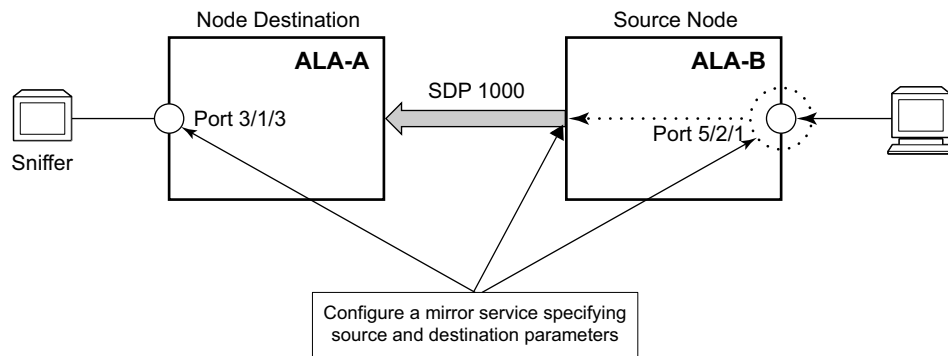 Node Destination
Source Node
ALA-A
ALA-B
SDP 1000
Port 3/1/3
Port 5/2/1
Sniffer
Configure a mirror service specifying
source and destination parameters